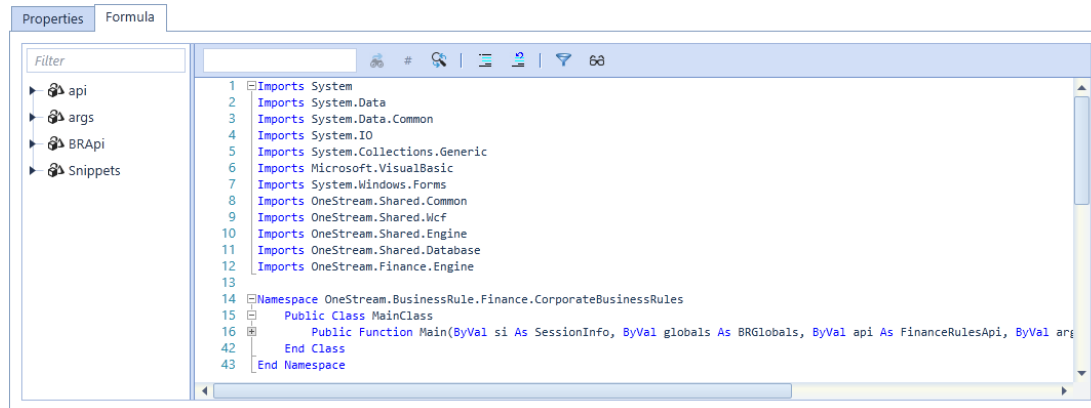 Properties
Formula
Filter
api
args
BRApi
Snippets
#
1 Imports System
2 Imports System.Data
3 Imports System.Data.Common
4 Imports System.IO
5 Imports System.Collections.Generic
6 Imports Microsoft.VisualBasic
7 Imports System.Windows.Forms
8 Imports OneStream.Shared.Common
9 Imports OneStream.Shared.Wcf
10 Imports OneStream.Shared.Engine
11 Imports OneStream.Shared.Database
12 Imports OneStream.Finance.Engine
13
14 Namespace OneStream.BusinessRule.Finance.CorporateBusinessRules
15 Public Class MainClass
16 Public Function Main(ByVal si As SessionInfo, ByVal globals As BRGlobals, ByVal api As FinanceRulesApi, ByVal arg
42 End Class
43 End Namespace